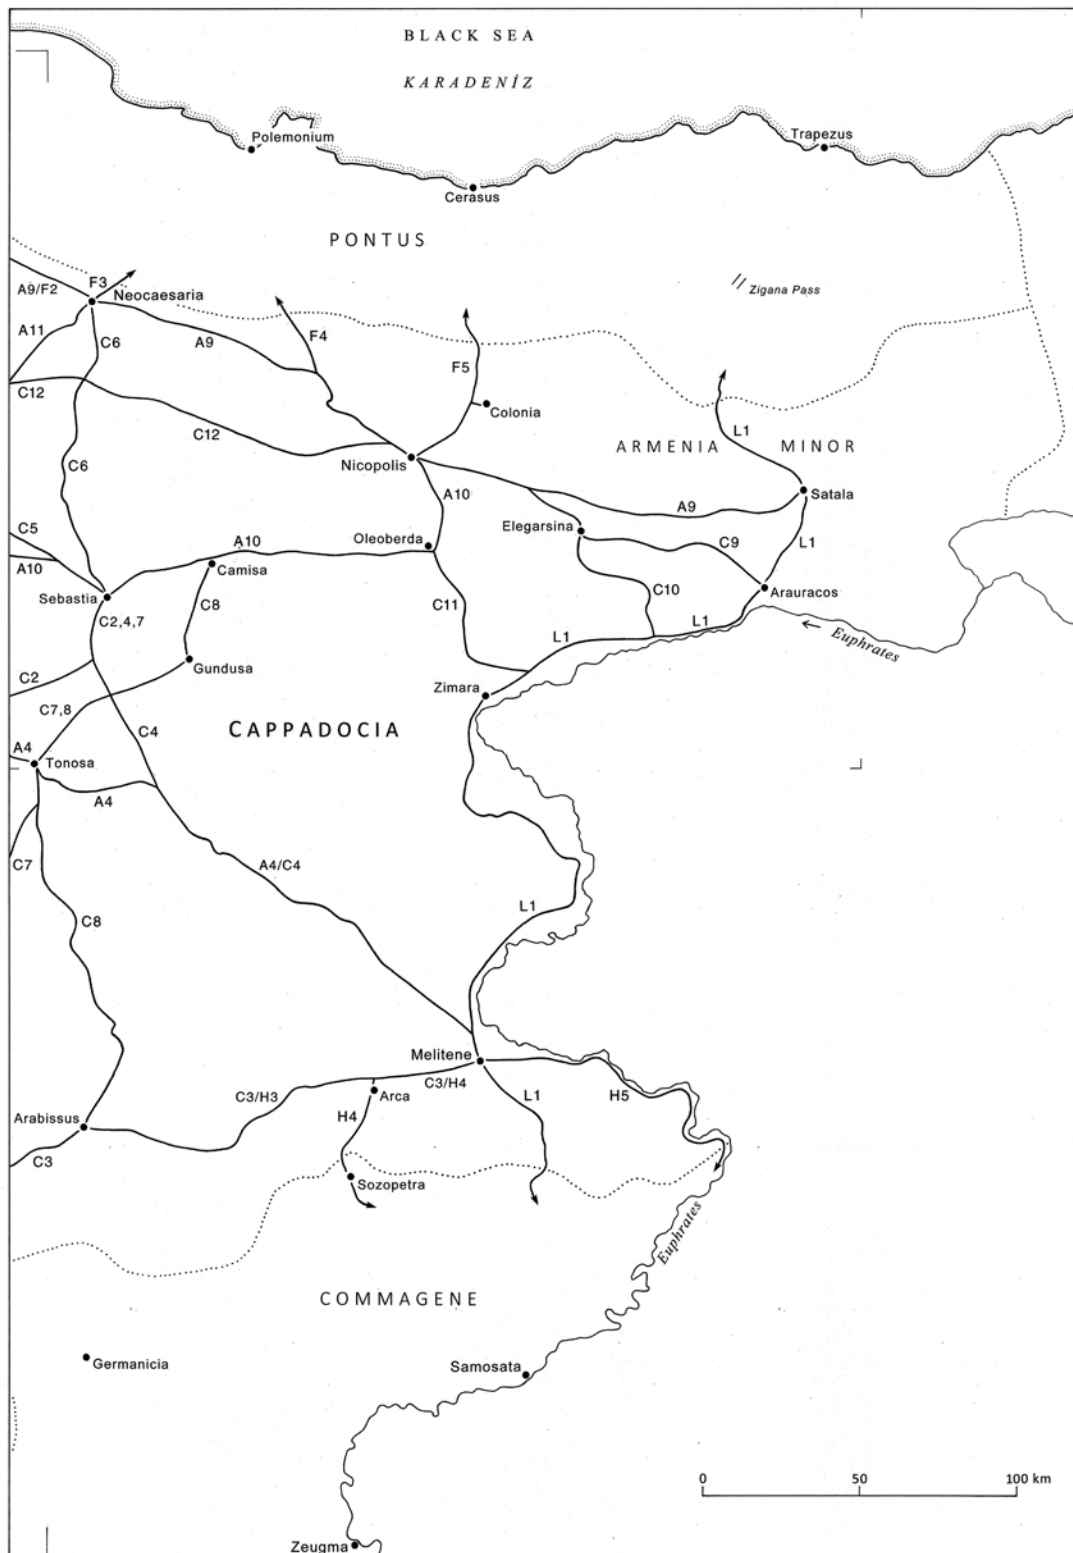 BLACK SEA
KARADENİZ
Polemonium
Trapezus
Cerasus
PONTUS
A9/F2
F3
Neocaesaria
Zigana Pass
A11
C6
A9
F4
F5
C12
C12
Colonia
L1
ARMENIA MINOR
Nicopolis
C6
A10
Satala
A9
C5
A10
A10
Oleoberda
Elegarsina
C9
L1
Camisa
Sebastia
C8
C11
C10
Arauracos
C2,4,7
L1
L1
← Euphrates
Gundusa
C2
Zimara
C7,8
CAPPADOCIA
C4
A4
Tonosa
A4
C7
A4/C4
C8
L1
Melitene
C3/H4
C3/H3
Arca
L1
H5
Arabissus
H4
C3
Sozopetra
Euphrates
COMMAGENE
Germanicia
Samosata
0 50 100 km
Zeugma